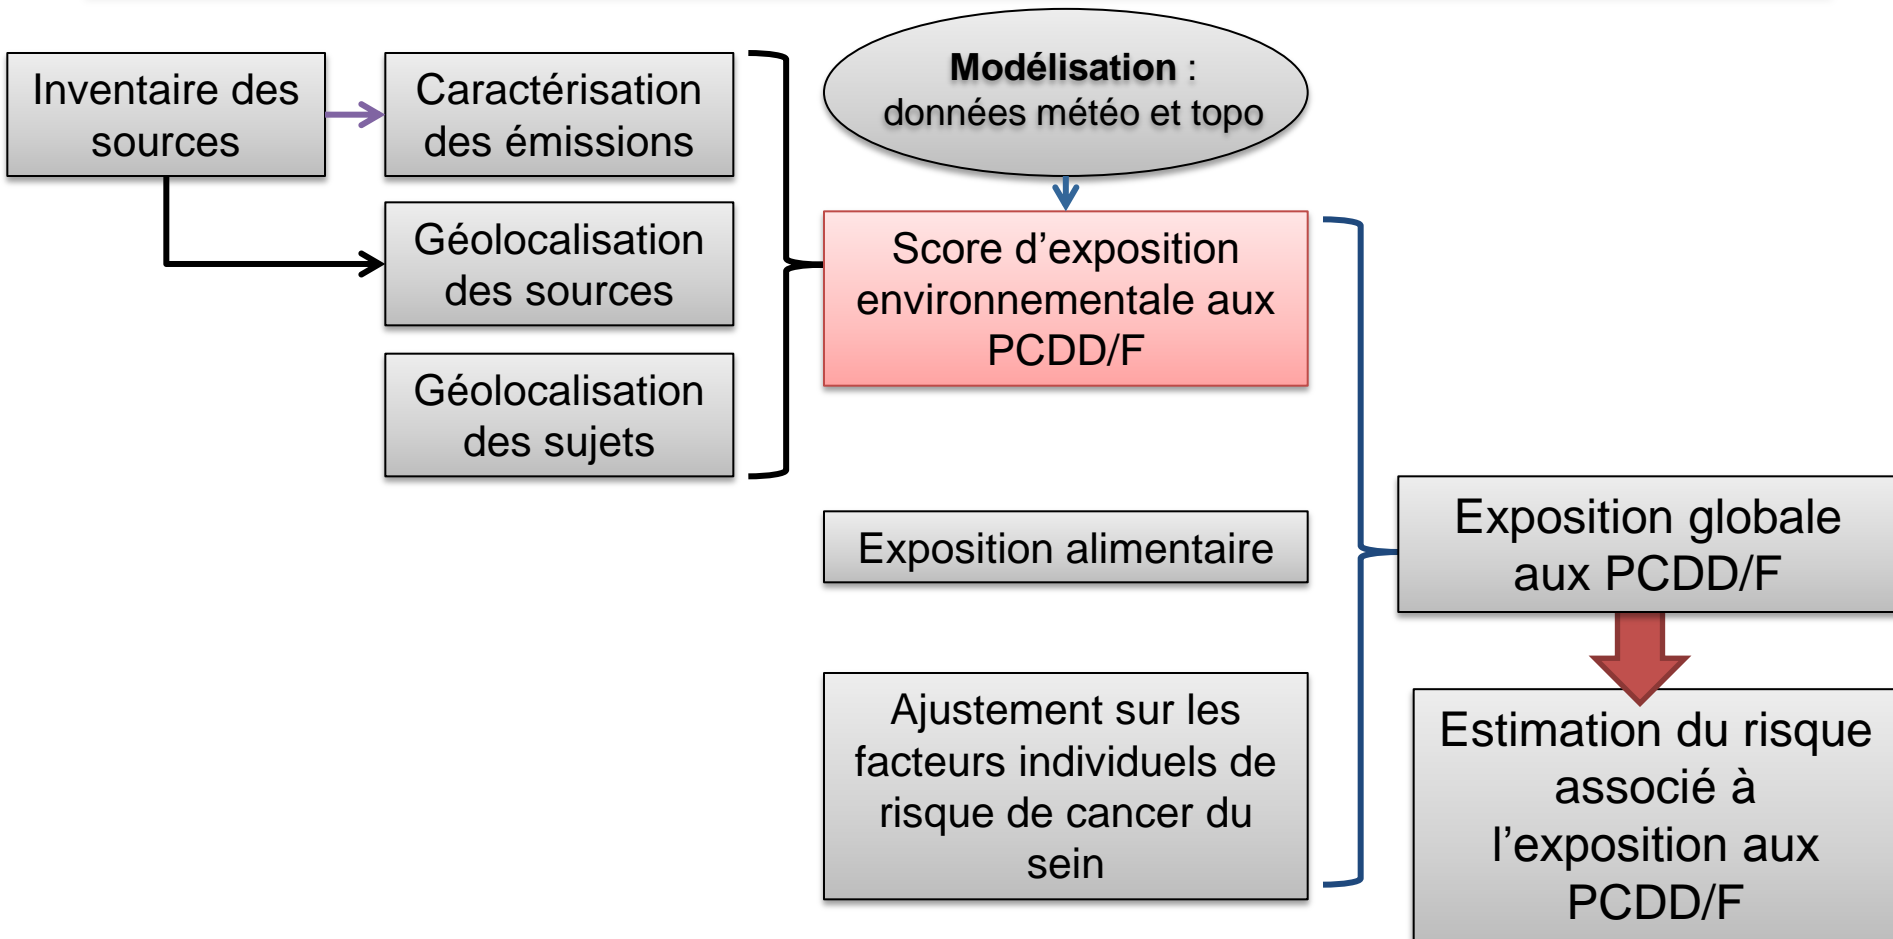 Inventaire des
sources
Caractérisation
des émissions
Géolocalisation
des sources
Géolocalisation
des sujets
Modélisation :
données météo et topo
Score d’exposition
environnementale aux
PCDD/F
Exposition alimentaire
Ajustement sur les
facteurs individuels de
risque de cancer du
sein
Exposition globale
aux PCDD/F
Estimation du risque
associé à
l’exposition aux
PCDD/F